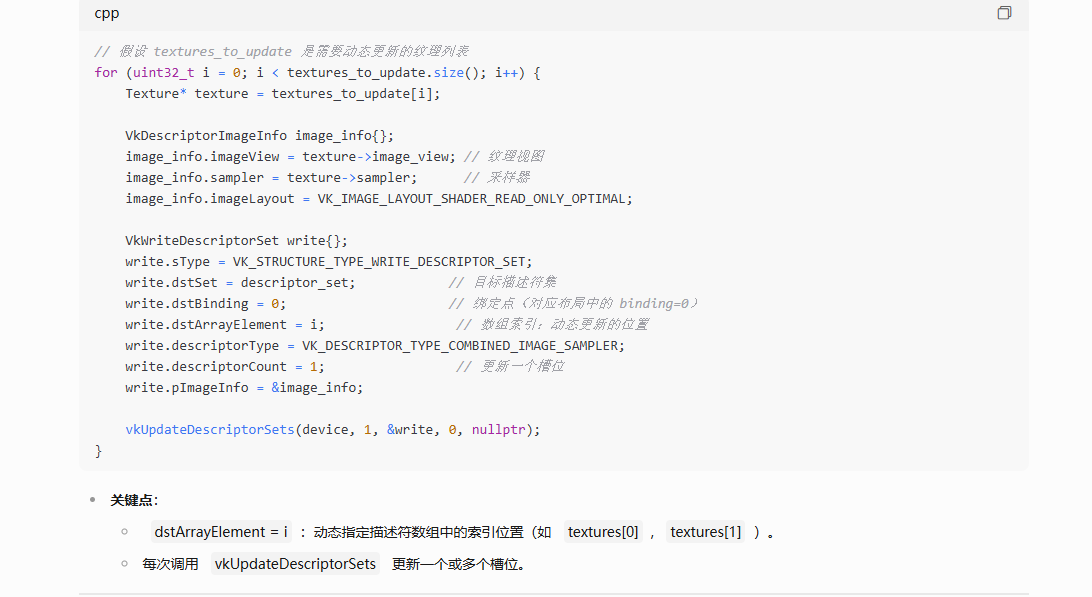 cpp
// 假设 textures_to_update 是需要动态更新的纹理列表
for (uint32_t i = 0; i < textures_to_update.size(); i++) {
    Texture* texture = textures_to_update[i];

    VkDescriptorImageInfo image_info{};
    image_info.imageView = texture->image_view; // 纹理视图
    image_info.sampler = texture->sampler;      // 采样器
    image_info.imageLayout = VK_IMAGE_LAYOUT_SHADER_READ_ONLY_OPTIMAL;

    VkWriteDescriptorSet write{};
    write.sType = VK_STRUCTURE_TYPE_WRITE_DESCRIPTOR_SET;
    write.dstSet = descriptor_set;            // 目标描述符集
    write.dstBinding = 0;                     // 绑定点（对应布局中的 binding=0）
    write.dstArrayElement = i;                 // 数组索引：动态更新的位置
    write.descriptorType = VK_DESCRIPTOR_TYPE_COMBINED_IMAGE_SAMPLER;
    write.descriptorCount = 1;                 // 更新一个槽位
    write.pImageInfo = &image_info;

    vkUpdateDescriptorSets(device, 1, &write, 0, nullptr);
}
• 关键点：
○ dstArrayElement = i ：动态指定描述符数组中的索引位置（如 textures[0] ， textures[1] ）。
○ 每次调用 vkUpdateDescriptorSets 更新一个或多个槽位。